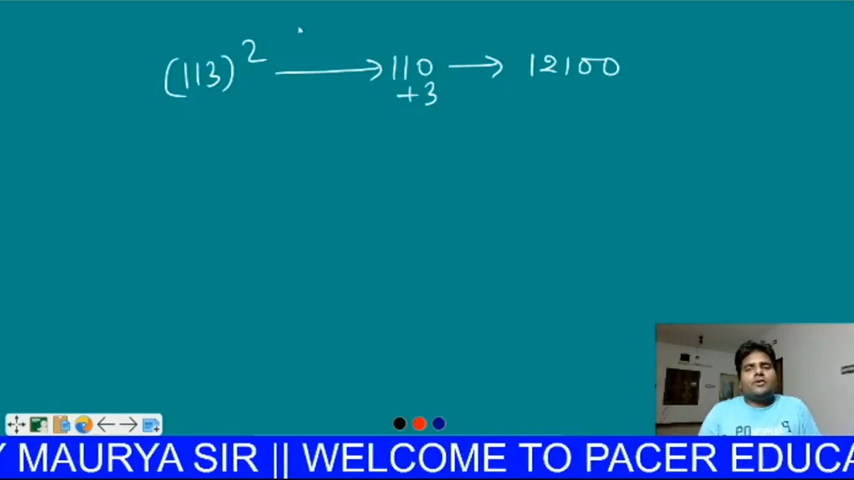 (113)² → 110 → 12100
+3
Y MAURYA SIR || WELCOME TO PACER EDUCA